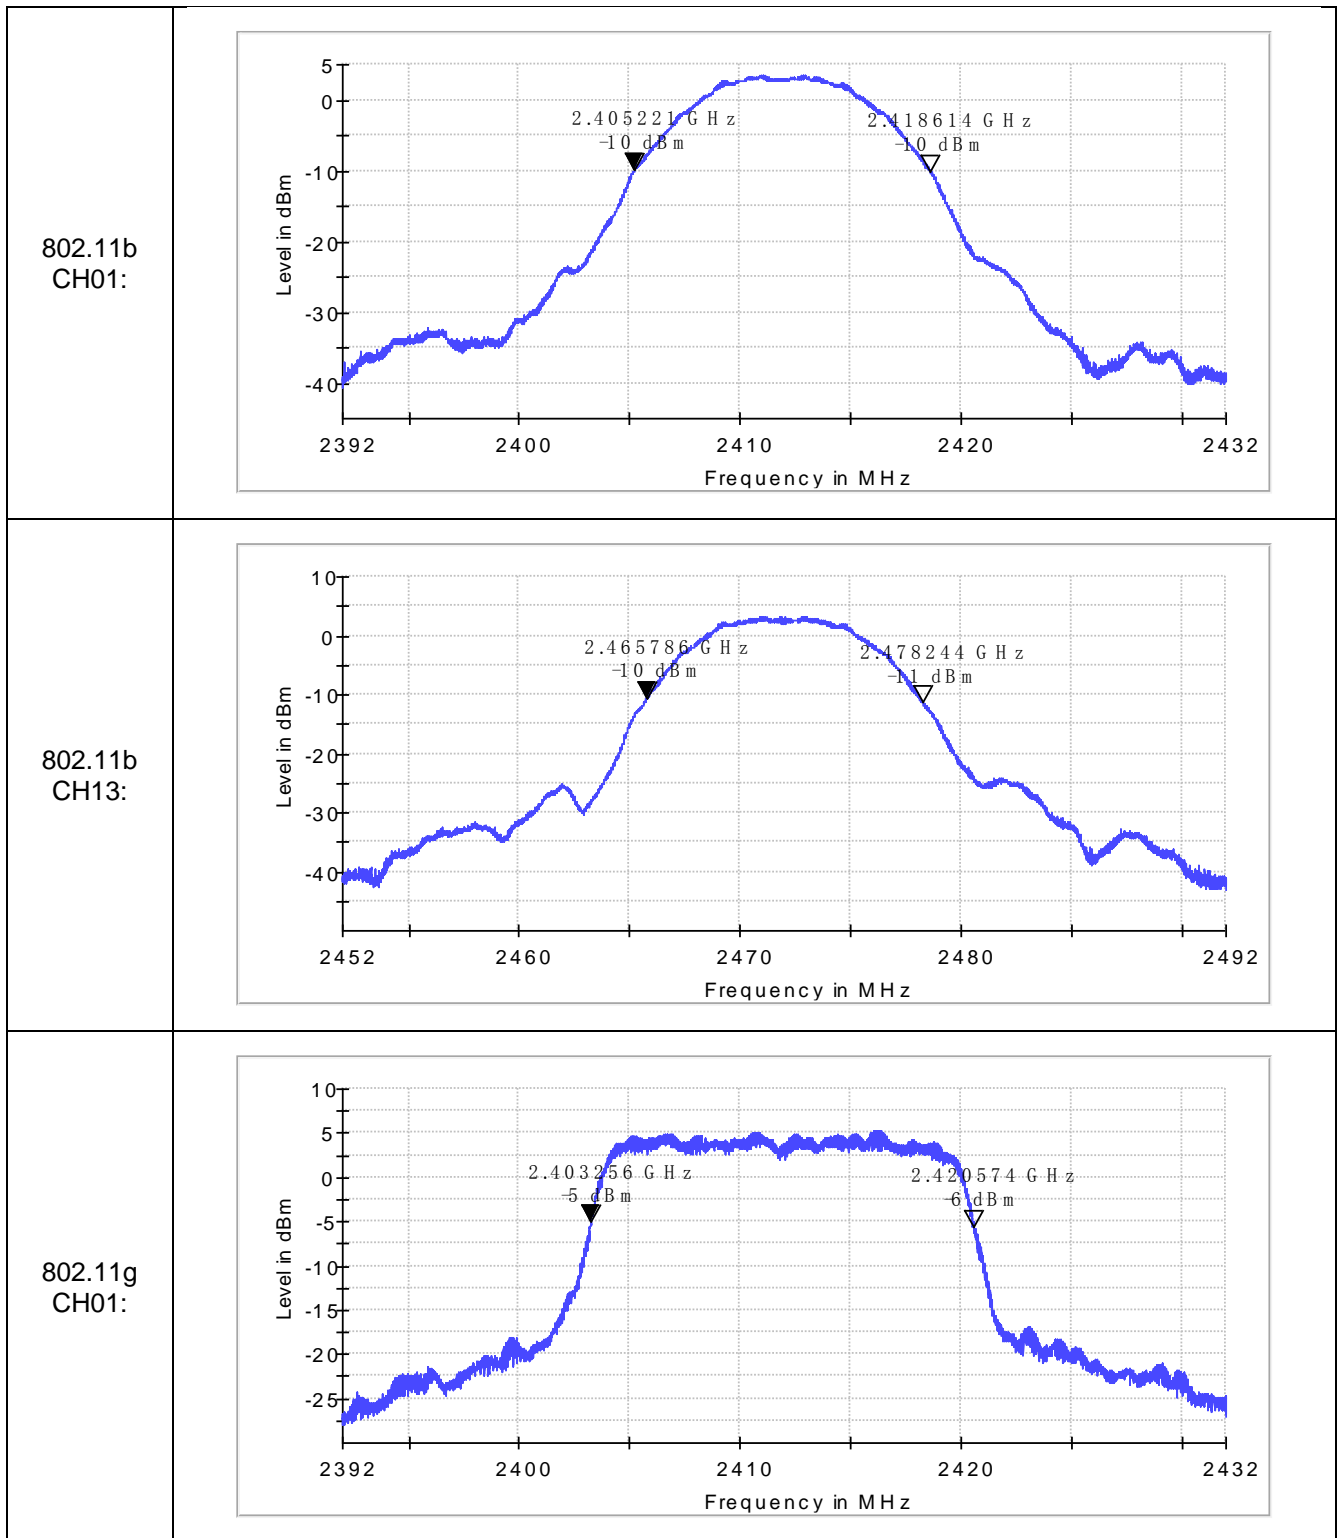 802.11b
CH01:
5
0
-10
-20
-30
-40
Level in dBm
2.405221 GHz
-10 dBm
2.418614 GHz
-10 dBm
2392
2400
2410
2420
2432
Frequency in MHz
802.11b
CH13:
10
0
-10
-20
-30
-40
Level in dBm
2.465786 GHz
-10 dBm
2.478244 GHz
-11 dBm
2452
2460
2470
2480
2492
Frequency in MHz
802.11g
CH01:
10
5
0
-5
-10
-15
-20
-25
Level in dBm
2.403256 GHz
-5 dBm
2.420574 GHz
-6 dBm
2392
2400
2410
2420
2432
Frequency in MHz